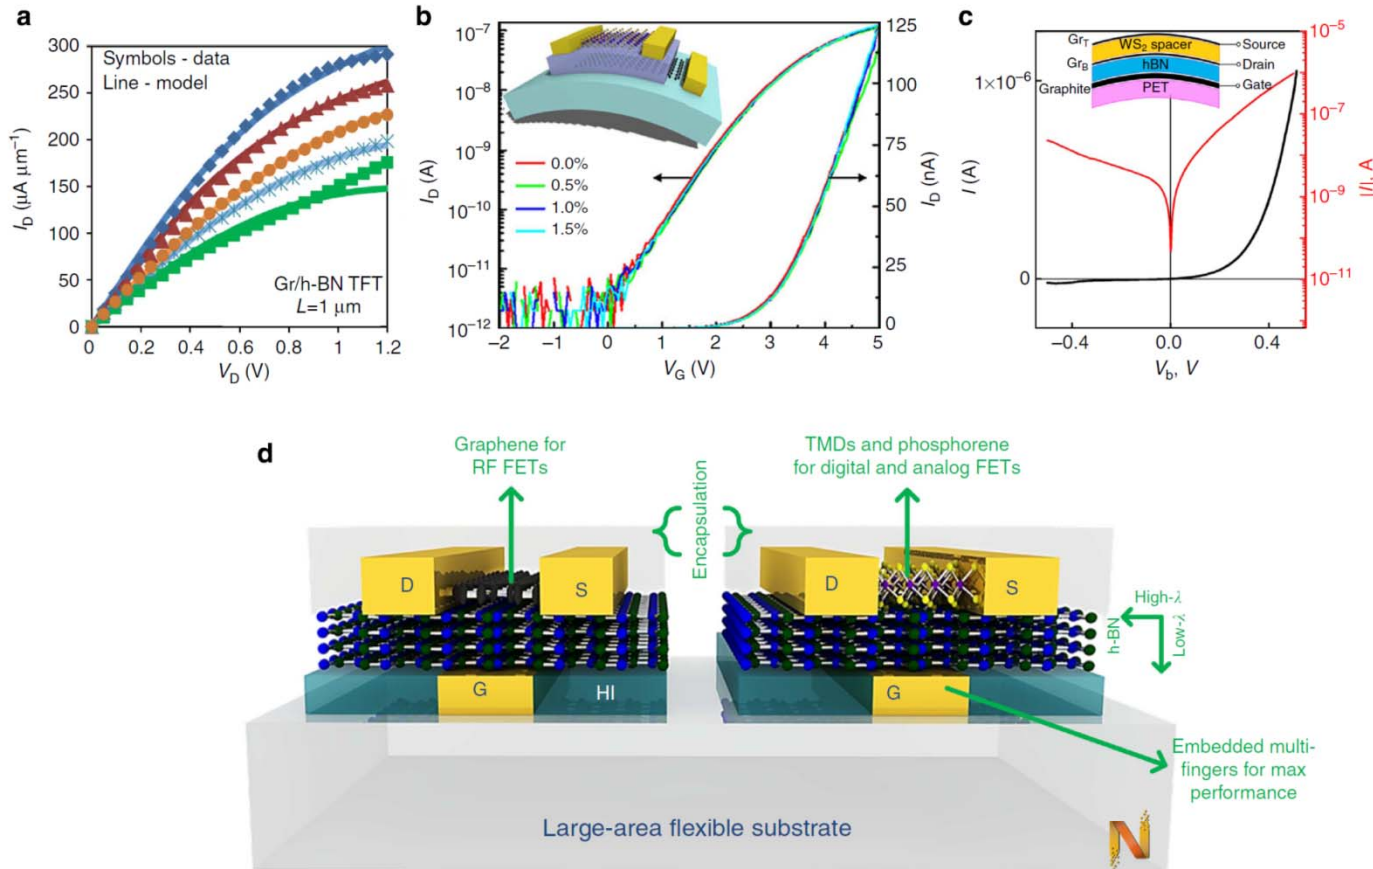 a
300
250
200
150
100
50
0
I_D (µA µm⁻¹)
Symbols - data
Line - model
Gr/h-BN TFT
L=1 µm
0
0.2
0.4
0.6
0.8
1
1.2
V_D (V)
b
10⁻⁷
10⁻⁸
10⁻⁹
10⁻¹⁰
10⁻¹¹
10⁻¹²
I_D (A)
0.0%
0.5%
1.0%
1.5%
125
100
75
50
25
0
I_D (nA)
−2
−1
0
1
2
3
4
5
V_G (V)
c
1×10⁻⁶
0
I (A)
Gr_T
Gr_B
Graphite
WS₂ spacer
hBN
PET
Source
Drain
Gate
10⁻⁵
10⁻⁷
10⁻⁹
10⁻¹¹
|I/I, A
−0.4
0.0
0.4
V_b, V
d
Graphene for
RF FETs
Encapsulation
TMDs and phosphorene
for digital and analog FETs
D
S
G
HI
D
S
G
High-λ
h-BN
Low-λ
Embedded multi-
fingers for max
performance
Large-area flexible substrate
N